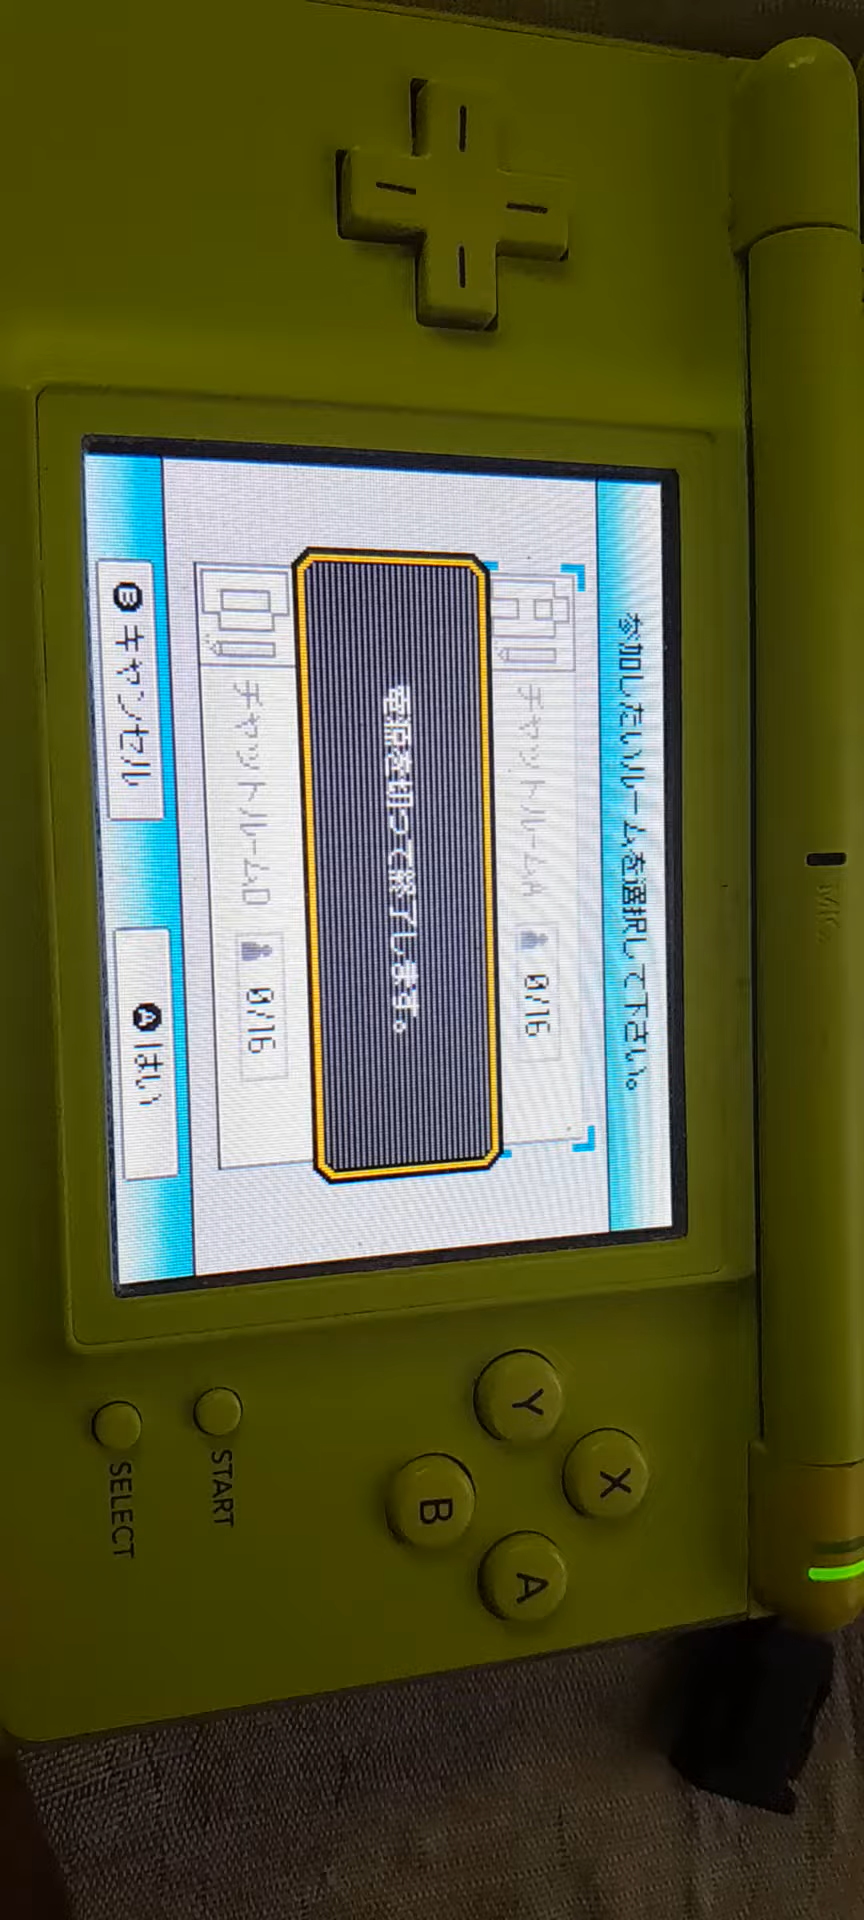 参加したいルームを選択して下さい。
チャットルームA 0/16
電源を切って終了します。
チャットルームD 0/16
B キャンセル
A はい
MIC.
X
Y
A
B
START
SELECT